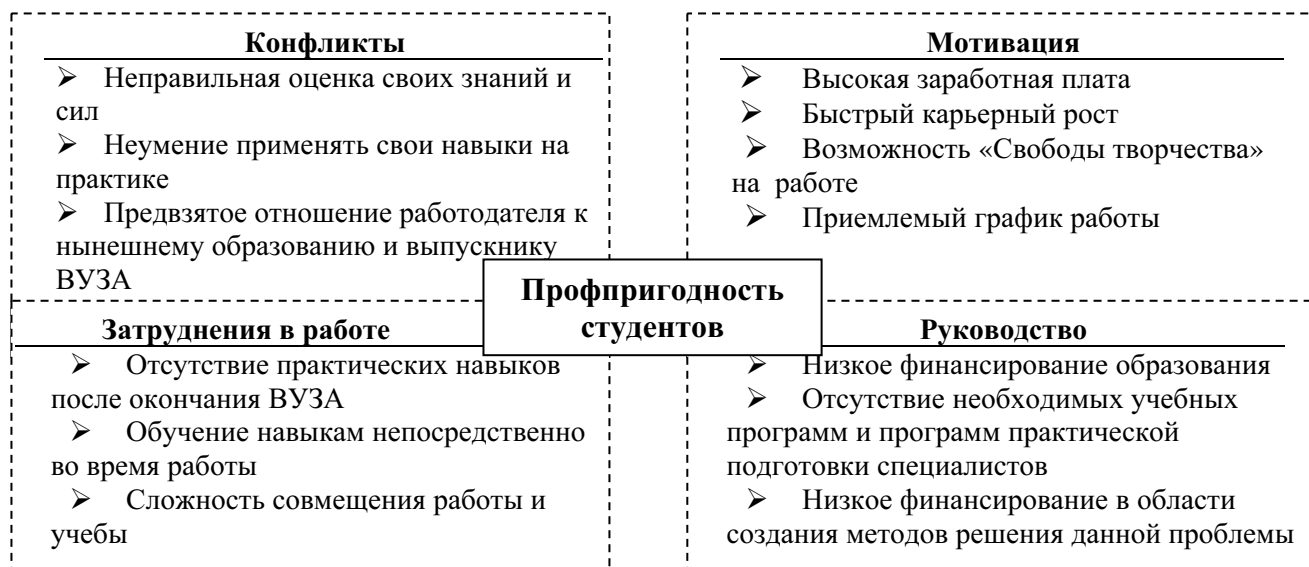 Конфликты
➢ Неправильная оценка своих знаний и
сил
➢ Неумение применять свои навыки на
практике
➢ Предвзятое отношение работодателя к
нынешнему образованию и выпускнику
ВУЗА
Мотивация
➢ Высокая заработная плата
➢ Быстрый карьерный рост
➢ Возможность «Свободы творчества»
на работе
➢ Приемлемый график работы
Профпригодность
студентов
Затруднения в работе
➢ Отсутствие практических навыков
после окончания ВУЗА
➢ Обучение навыкам непосредственно
во время работы
➢ Сложность совмещения работы и
учебы
Руководство
➢ Низкое финансирование образования
➢ Отсутствие необходимых учебных
программ и программ практической
подготовки специалистов
➢ Низкое финансирование в области
создания методов решения данной проблемы